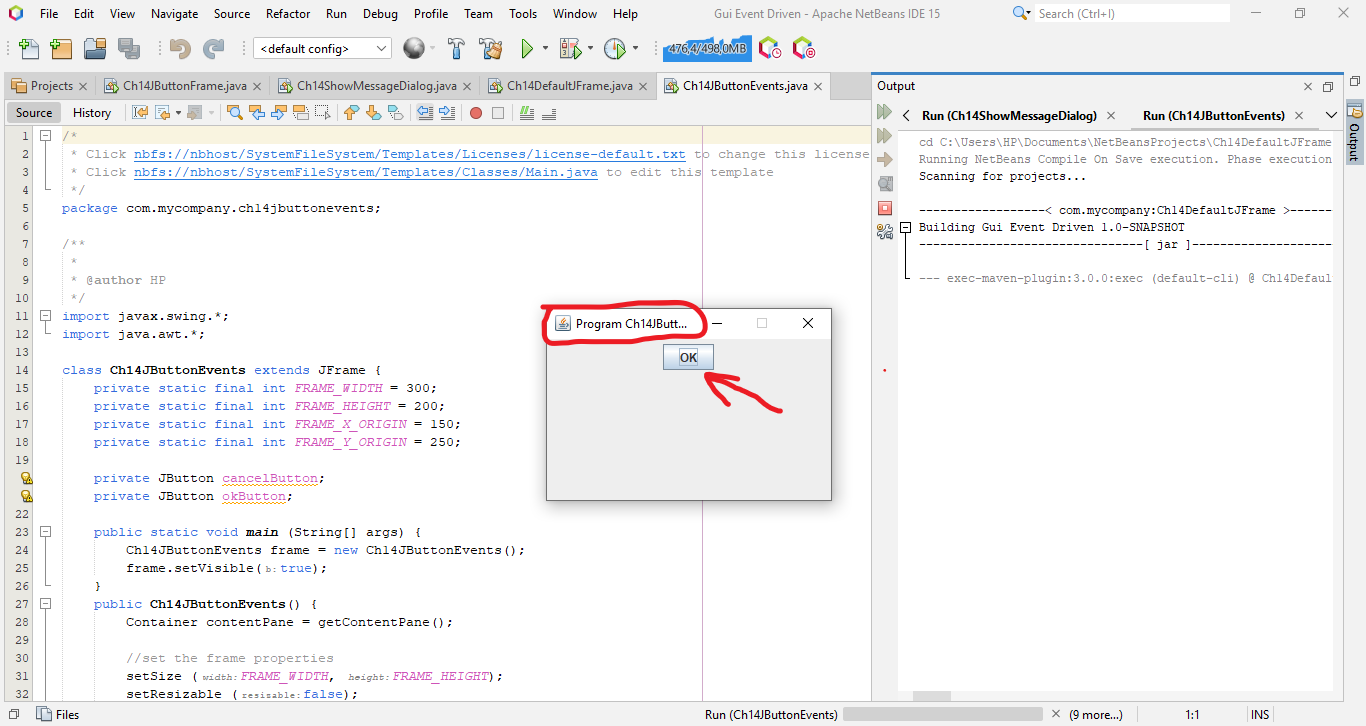 File Edit View Navigate Source Refactor Run Debug Profile Team Tools Window Help
Gui Event Driven - Apache NetBeans IDE 15
Search (Ctrl+I)
<default config>
476,4/498,0MB
Projects
Ch14JButtonFrame.java
Ch14ShowMessageDialog.java
Ch14DefaultJFrame.java
Ch14JButtonEvents.java
Source History
1 /*
2 * Click nbfs://nbhost/SystemFileSystem/Templates/Licenses/license-default.txt to change this license
3 * Click nbfs://nbhost/SystemFileSystem/Templates/Classes/Main.java to edit this template
4 */
5 package com.mycompany.ch14jbuttonevents;
6
7 /**
8 *
9 * @author HP
10 */
11 import javax.swing.*;
12 import java.awt.*;
13
14 class Ch14JButtonEvents extends JFrame {
15 private static final int FRAME_WIDTH = 300;
16 private static final int FRAME_HEIGHT = 200;
17 private static final int FRAME_X_ORIGIN = 150;
18 private static final int FRAME_Y_ORIGIN = 250;
19
private JButton cancelButton;
private JButton okButton;
22
23 public static void main (String[] args) {
24 Ch14JButtonEvents frame = new Ch14JButtonEvents();
25 frame.setVisible(b:true);
26 }
27 public Ch14JButtonEvents() {
28 Container contentPane = getContentPane();
29
30 //set the frame properties
31 setSize (width:FRAME_WIDTH, height:FRAME_HEIGHT);
32 setResizable (resizable:false);
Program Ch14JButt...
OK
Output
Run (Ch14ShowMessageDialog)
Run (Ch14JButtonEvents)
cd C:\Users\HP\Documents\NetBeansProjects\Ch14DefaultJFrame
Running NetBeans Compile On Save execution. Phase execution
Scanning for projects...
------------------< com.mycompany:Ch14DefaultJFrame >------
Building Gui Event Driven 1.0-SNAPSHOT
--------------------------------[ jar ]--------------------
--- exec-maven-plugin:3.0.0:exec (default-cli) @ Ch14Defaul
Output
Files
Run (Ch14JButtonEvents)
(9 more...)
1:1
INS